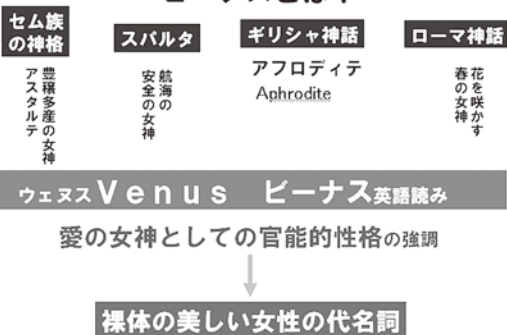 セム族
の神格
豊穣多産の女神
アスタルテ
スパルタ
航海の
安全の女神
ギリシャ神話
アフロディテ
Aphrodite
ローマ神話
花を咲かす
春の女神
ウェヌスVenus ビーナス英語読み
愛の女神としての官能的性格の強調
裸体の美しい女性の代名詞